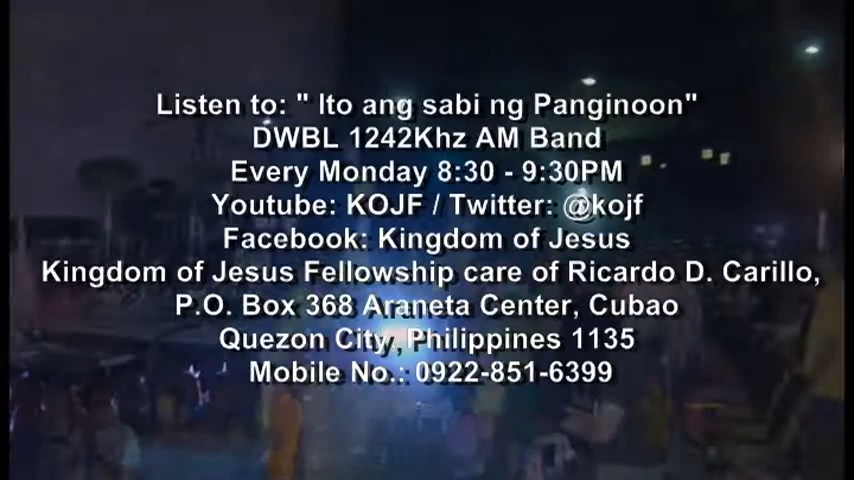 Listen to: " Ito ang sabi ng Panginoon"
DWBL 1242Khz AM Band
Every Monday 8:30 - 9:30PM
Youtube: KOJF / Twitter: @kojf
Facebook: Kingdom of Jesus
Kingdom of Jesus Fellowship care of Ricardo D. Carillo,
P.O. Box 368 Araneta Center, Cubao
Quezon City, Philippines 1135
Mobile No.: 0922-851-6399